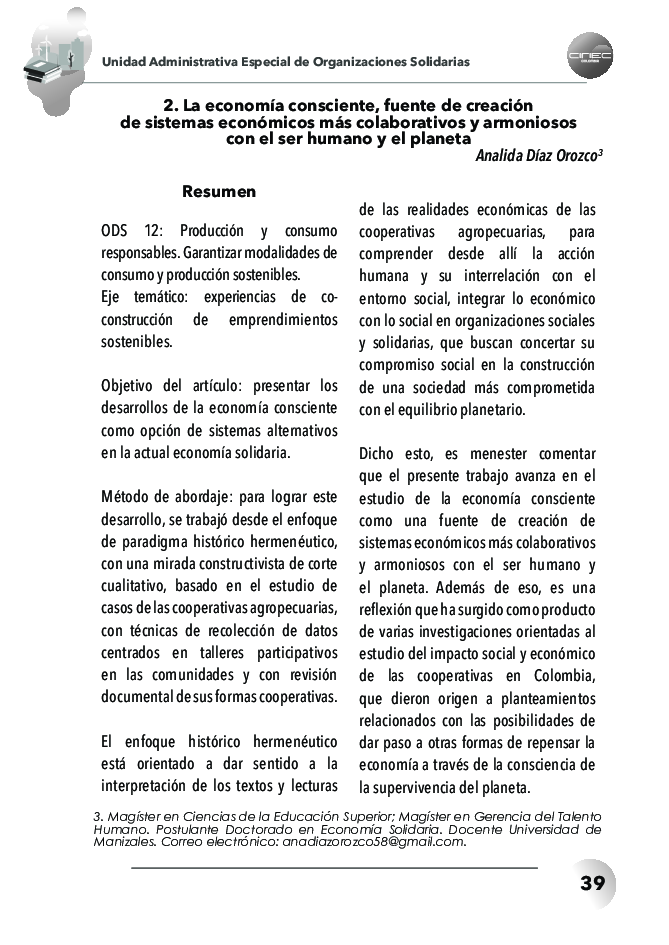 Unidad Administrativa Especial de Organizaciones Solidarias
CIRIEC
COLOMBIA
2. La economía consciente, fuente de creación
de sistemas económicos más colaborativos y armoniosos
con el ser humano y el planeta
Analida Díaz Orozco³
Resumen
ODS 12: Producción y consumo
responsables. Garantizar modalidades de
consumo y producción sostenibles.
Eje temático: experiencias de co-
construcción de emprendimientos
sostenibles.
Objetivo del artículo: presentar los
desarrollos de la economía consciente
como opción de sistemas alternativos
en la actual economía solidaria.
Método de abordaje: para lograr este
desarrollo, se trabajó desde el enfoque
de paradigma histórico hermenéutico,
con una mirada constructivista de corte
cualitativo, basado en el estudio de
casos de las cooperativas agropecuarias,
con técnicas de recolección de datos
centrados en talleres participativos
en las comunidades y con revisión
documental de sus formas cooperativas.
El enfoque histórico hermenéutico
está orientado a dar sentido a la
interpretación de los textos y lecturas
de las realidades económicas de las
cooperativas agropecuarias, para
comprender desde allí la acción
humana y su interrelación con el
entorno social, integrar lo económico
con lo social en organizaciones sociales
y solidarias, que buscan concertar su
compromiso social en la construcción
de una sociedad más comprometida
con el equilibrio planetario.
Dicho esto, es menester comentar
que el presente trabajo avanza en el
estudio de la economía consciente
como una fuente de creación de
sistemas económicos más colaborativos
y armoniosos con el ser humano y
el planeta. Además de eso, es una
reflexión que ha surgido como producto
de varias investigaciones orientadas al
estudio del impacto social y económico
de las cooperativas en Colombia,
que dieron origen a planteamientos
relacionados con las posibilidades de
dar paso a otras formas de repensar la
economía a través de la consciencia de
la supervivencia del planeta.
3. Magíster en Ciencias de la Educación Superior; Magíster en Gerencia del Talento
Humano. Postulante Doctorado en Economía Solidaria. Docente Universidad de
Manizales. Correo electrónico: anadiazorozco58@gmail.com.
39